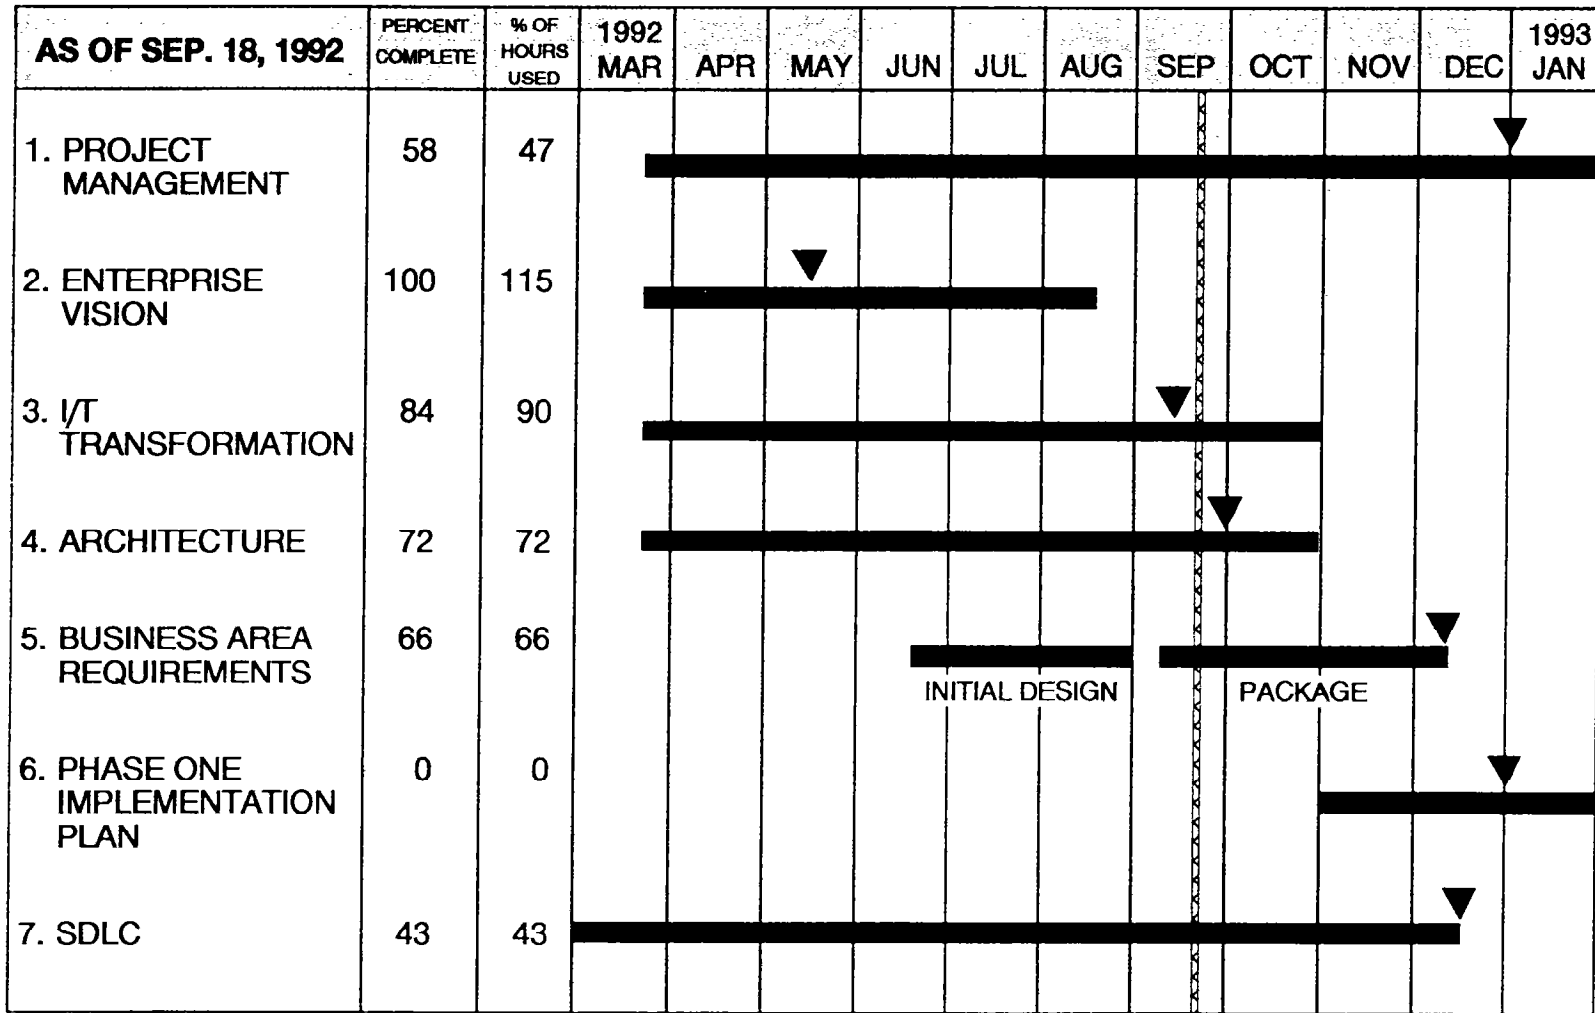 AS OF SEP. 18, 1992
PERCENT
COMPLETE
% OF
HOURS
USED
1992
MAR APR MAY JUN JUL AUG SEP OCT NOV DEC
1993
JAN
1. PROJECT
MANAGEMENT
58 47
2. ENTERPRISE
VISION
100 115
3. I/T
TRANSFORMATION
84 90
4. ARCHITECTURE 72 72
5. BUSINESS AREA
REQUIREMENTS
66 66
INITIAL DESIGN PACKAGE
6. PHASE ONE
IMPLEMENTATION
PLAN
0 0
7. SDLC 43 43